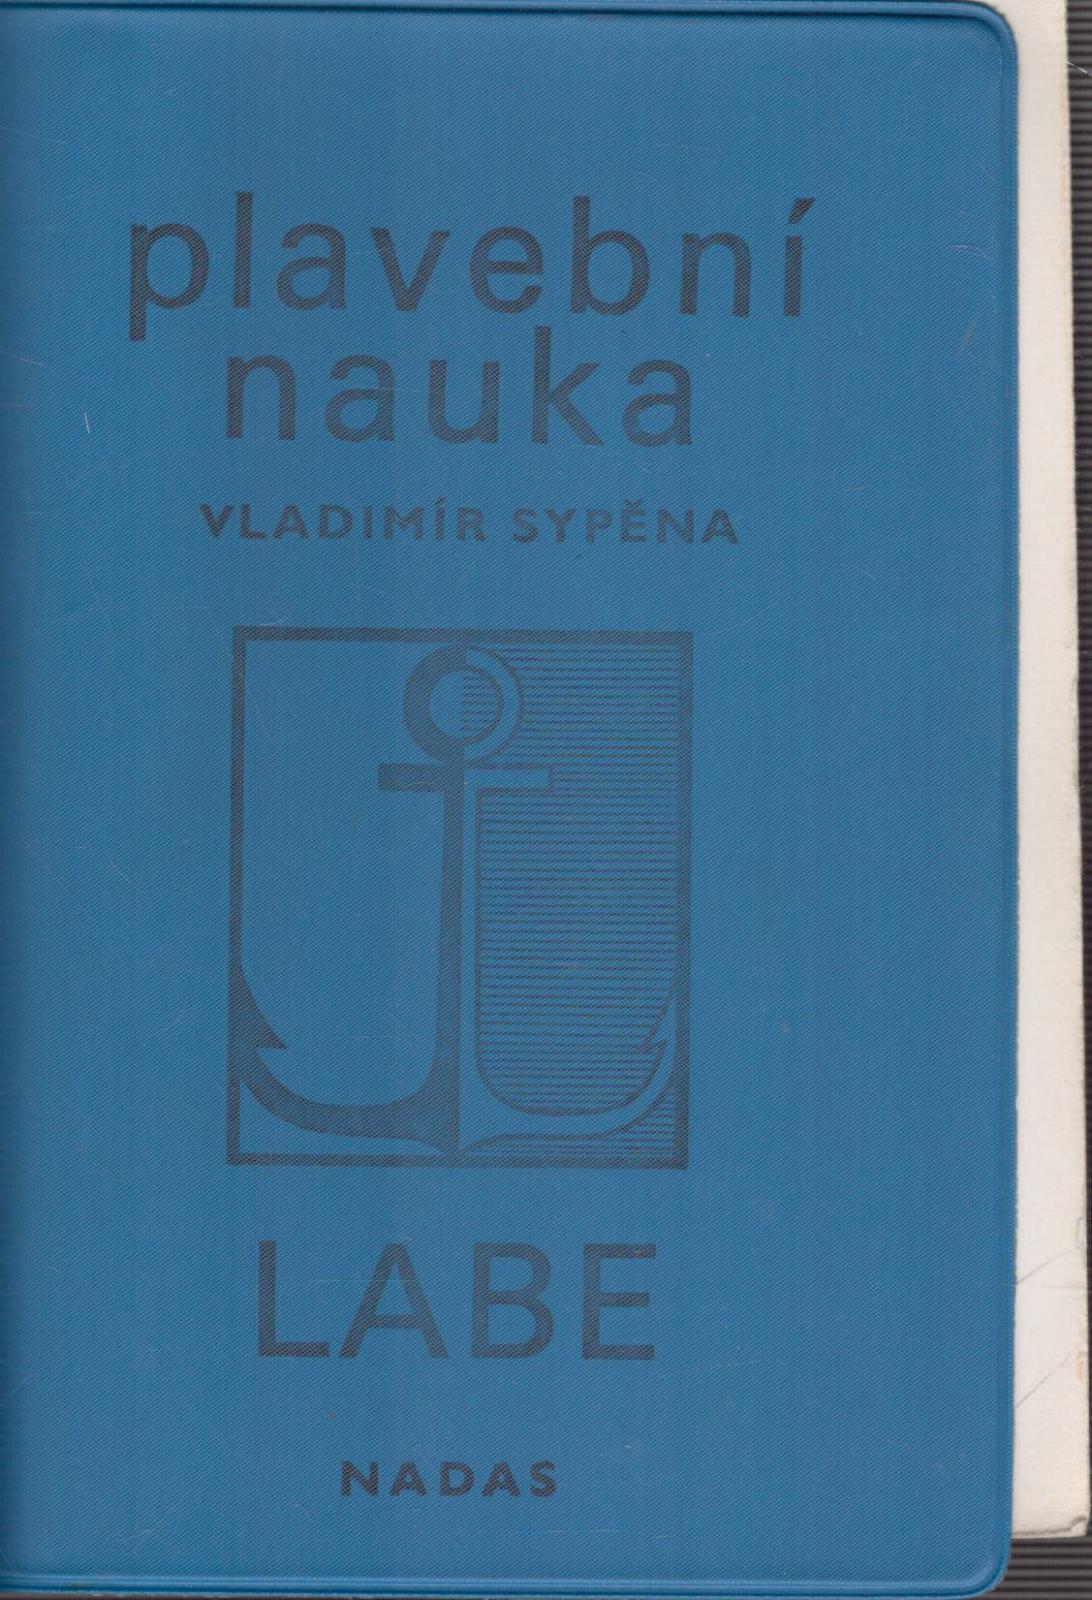 plavební
nauka
VLADIMÍR SYPĚNA
LABE
NADAS